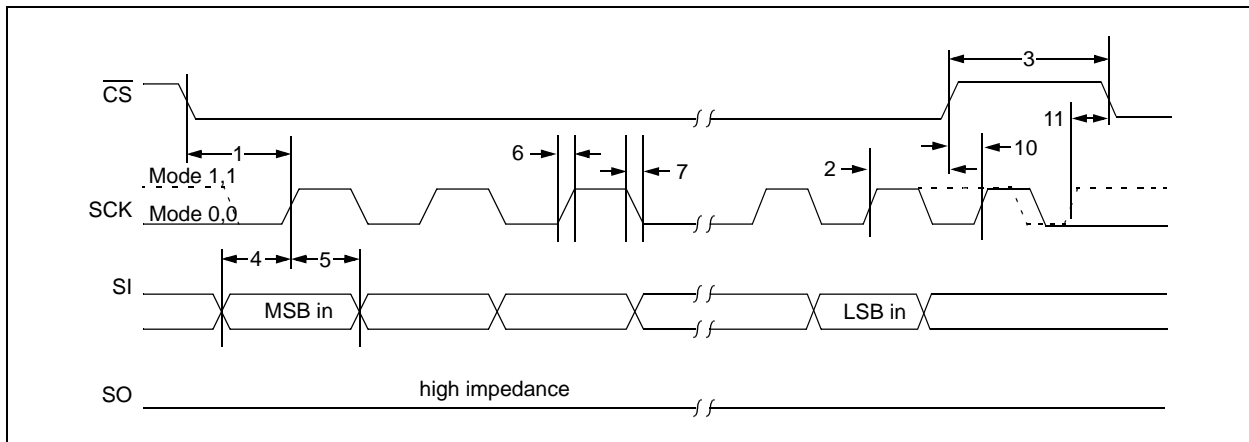 3
CS
11
1
6
7
2
10
Mode 1,1
SCK
Mode 0,0
4
5
SI
MSB in
LSB in
SO
high impedance